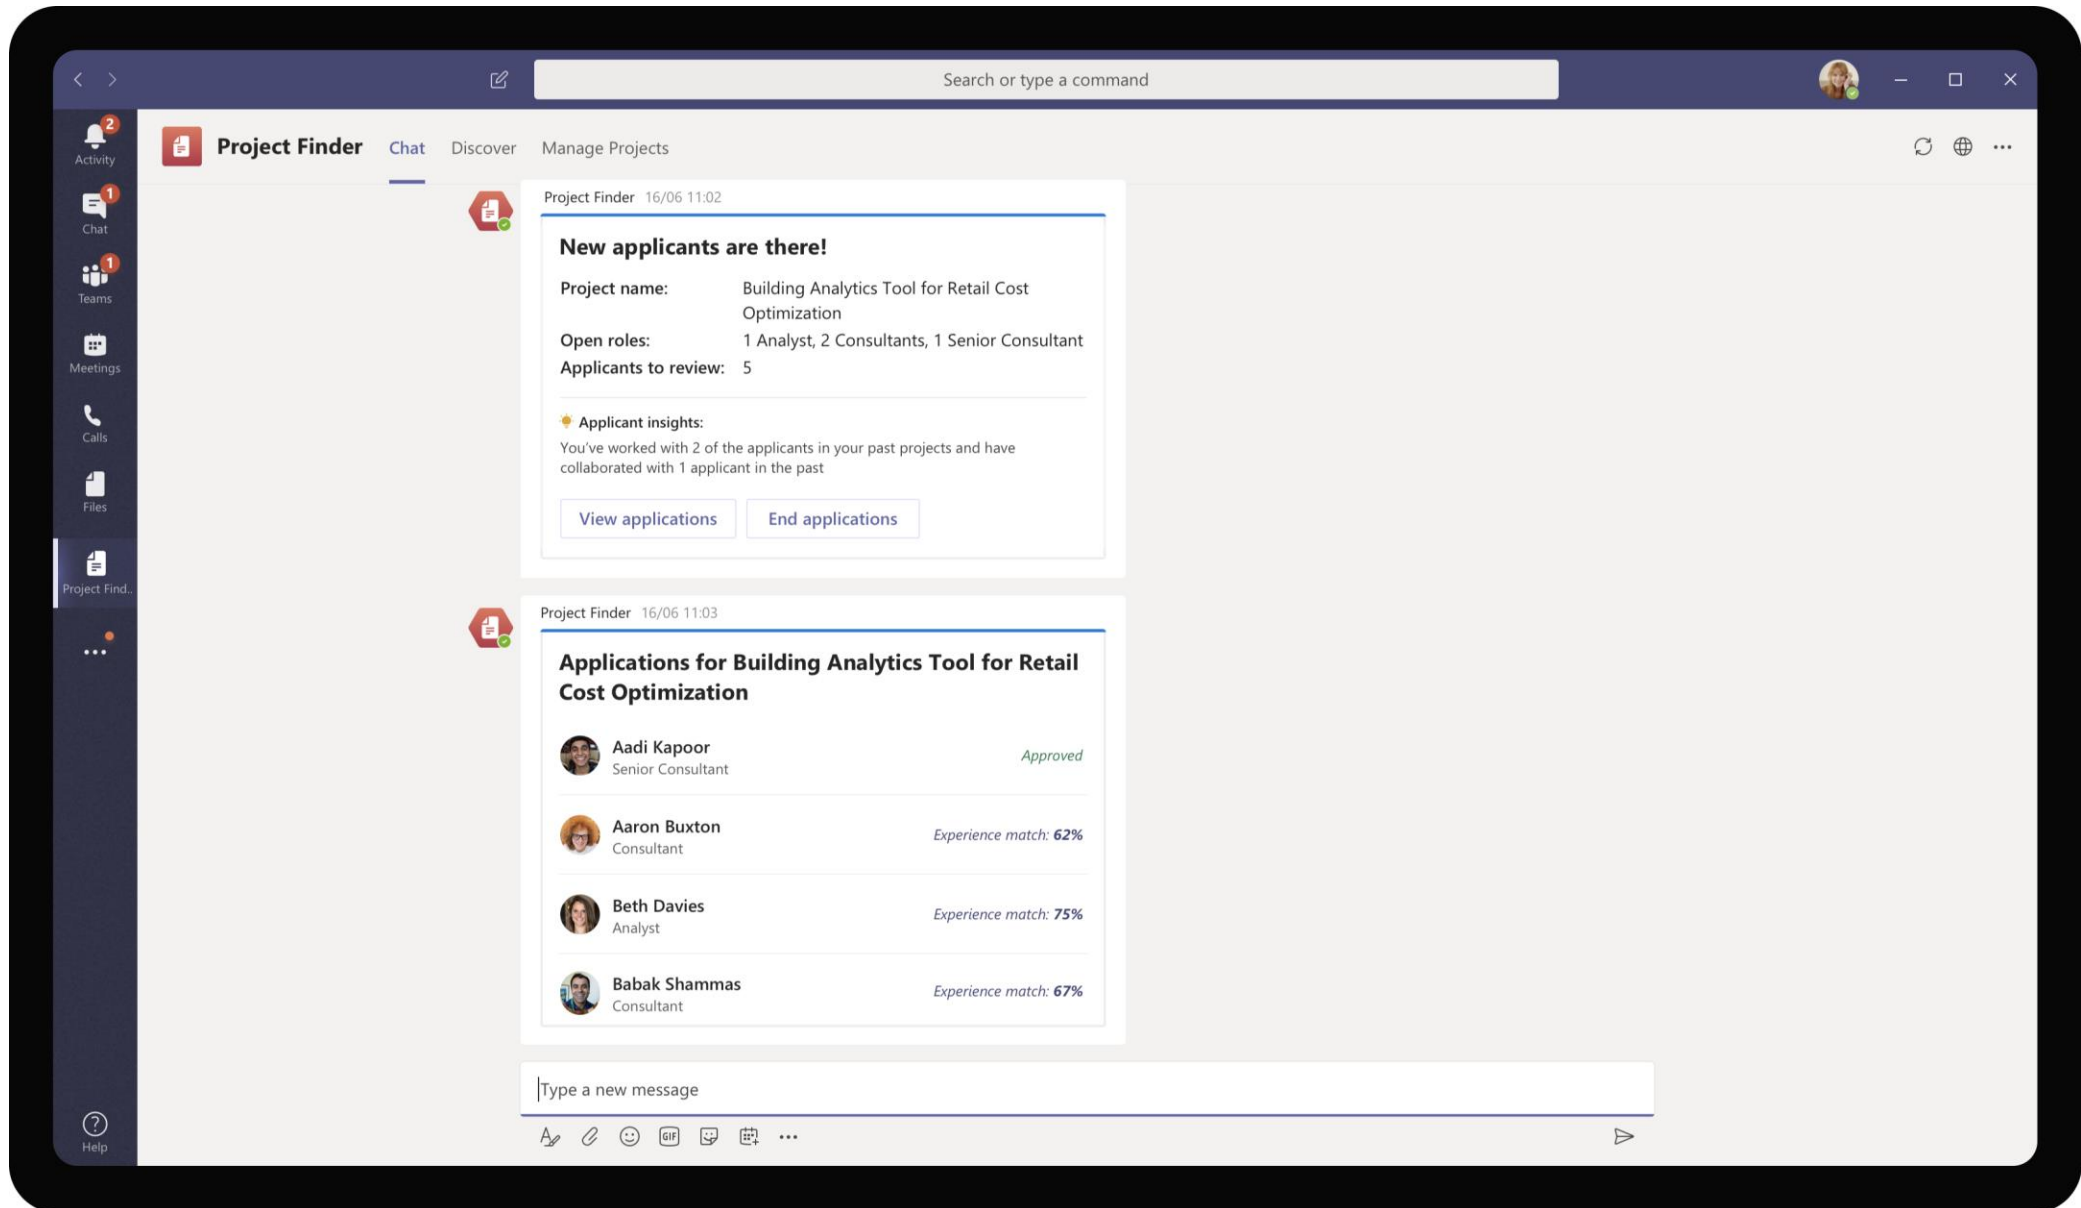 Search or type a command
2
Activity
1
Chat
1
Teams
Meetings
Calls
Files
Project Find..
Help
Project Finder Chat Discover Manage Projects
Project Finder 16/06 11:02
New applicants are there!
Project name: Building Analytics Tool for Retail Cost
Optimization
Open roles: 1 Analyst, 2 Consultants, 1 Senior Consultant
Applicants to review: 5
Applicant insights:
You've worked with 2 of the applicants in your past projects and have
collaborated with 1 applicant in the past
View applications End applications
Project Finder 16/06 11:03
Applications for Building Analytics Tool for Retail
Cost Optimization
Aadi Kapoor
Senior Consultant
Approved
Aaron Buxton
Consultant
Experience match: 62%
Beth Davies
Analyst
Experience match: 75%
Babak Shammas
Consultant
Experience match: 67%
Type a new message
GIF